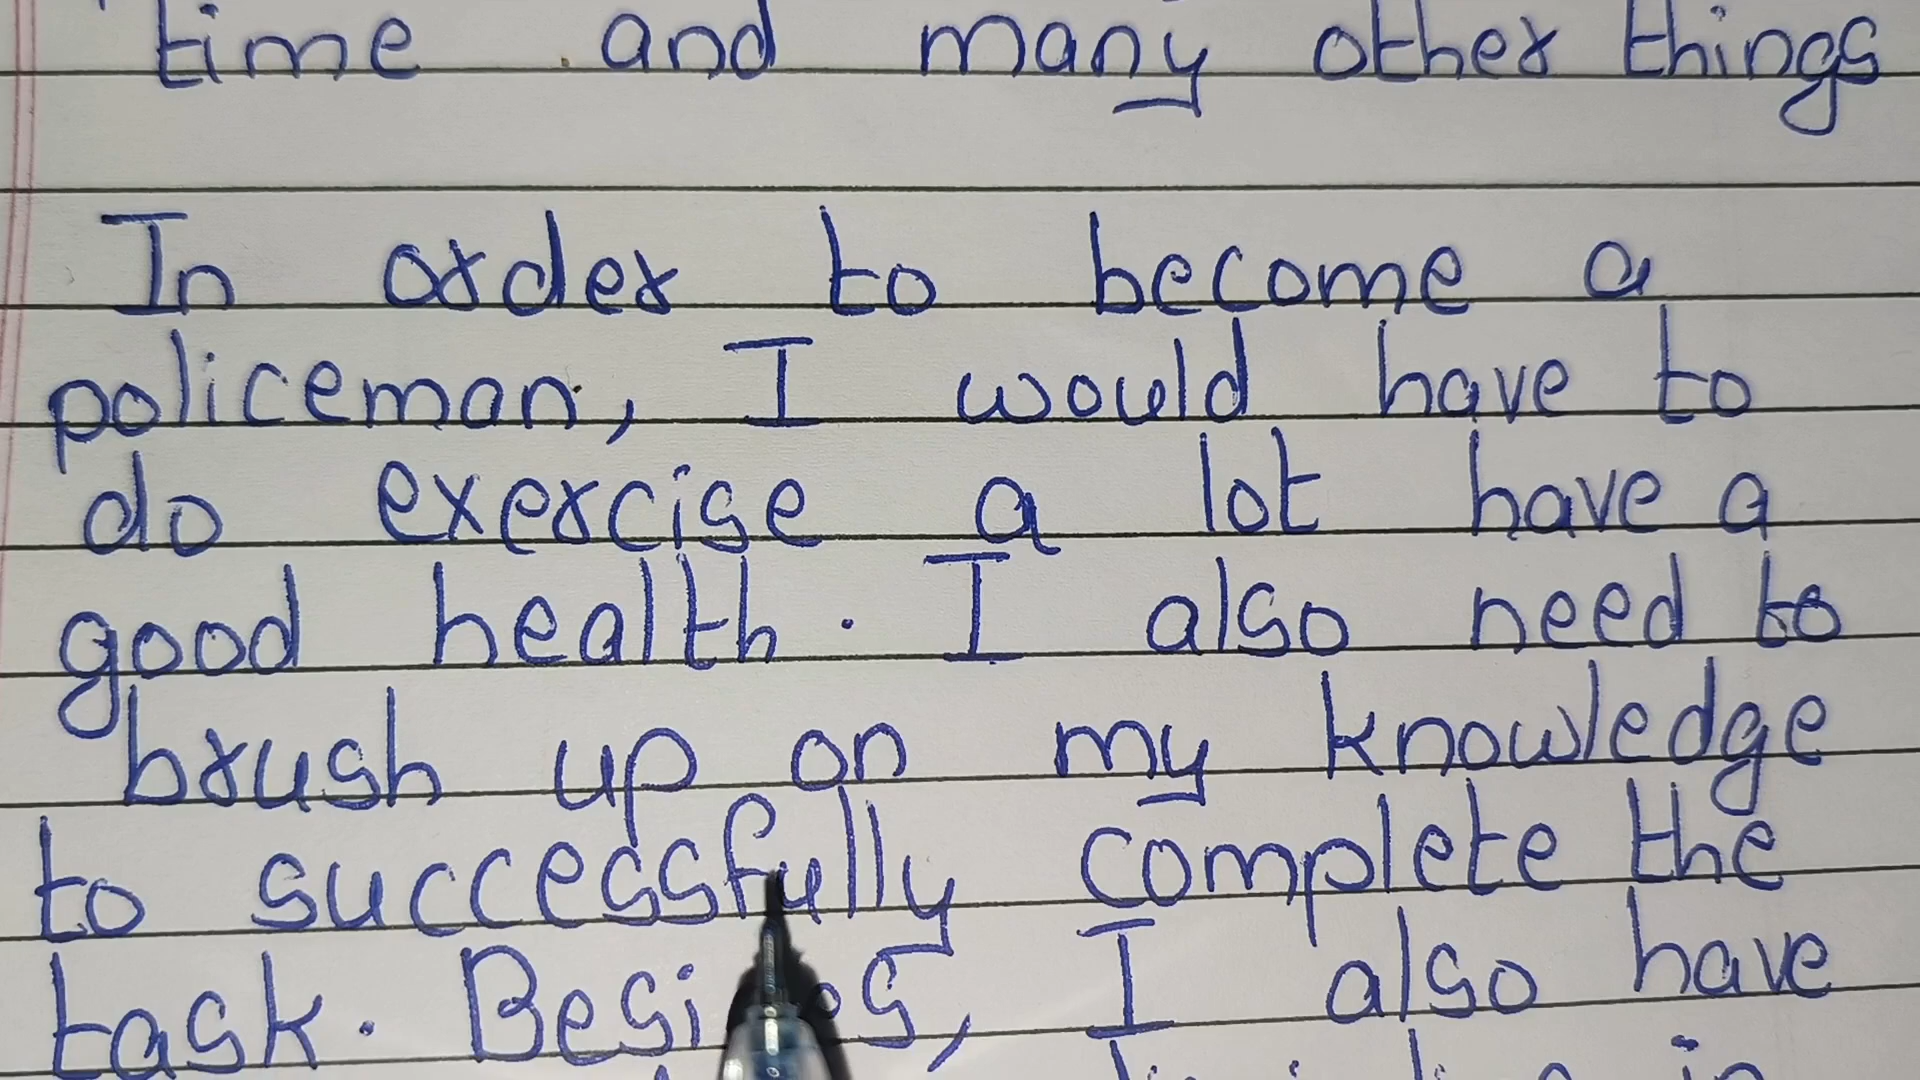 time and many other things
In order to become a
policeman, I would have to
do exercise a lot have a
good health. I also need to
brush up on my knowledge
to successfully complete the
task. I also have